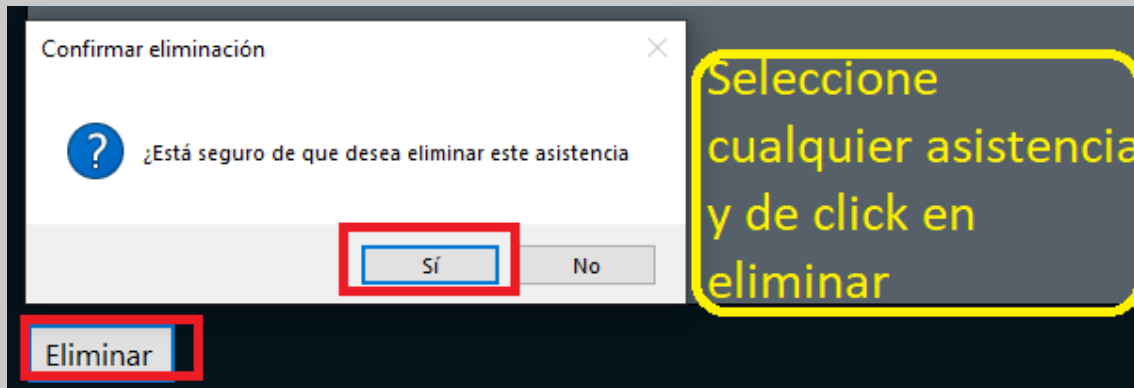 Confirmar eliminación
¿Está seguro de que desea eliminar este asistencia
Sí
No
Eliminar
Seleccione
cualquier asistencia
y de click en
eliminar